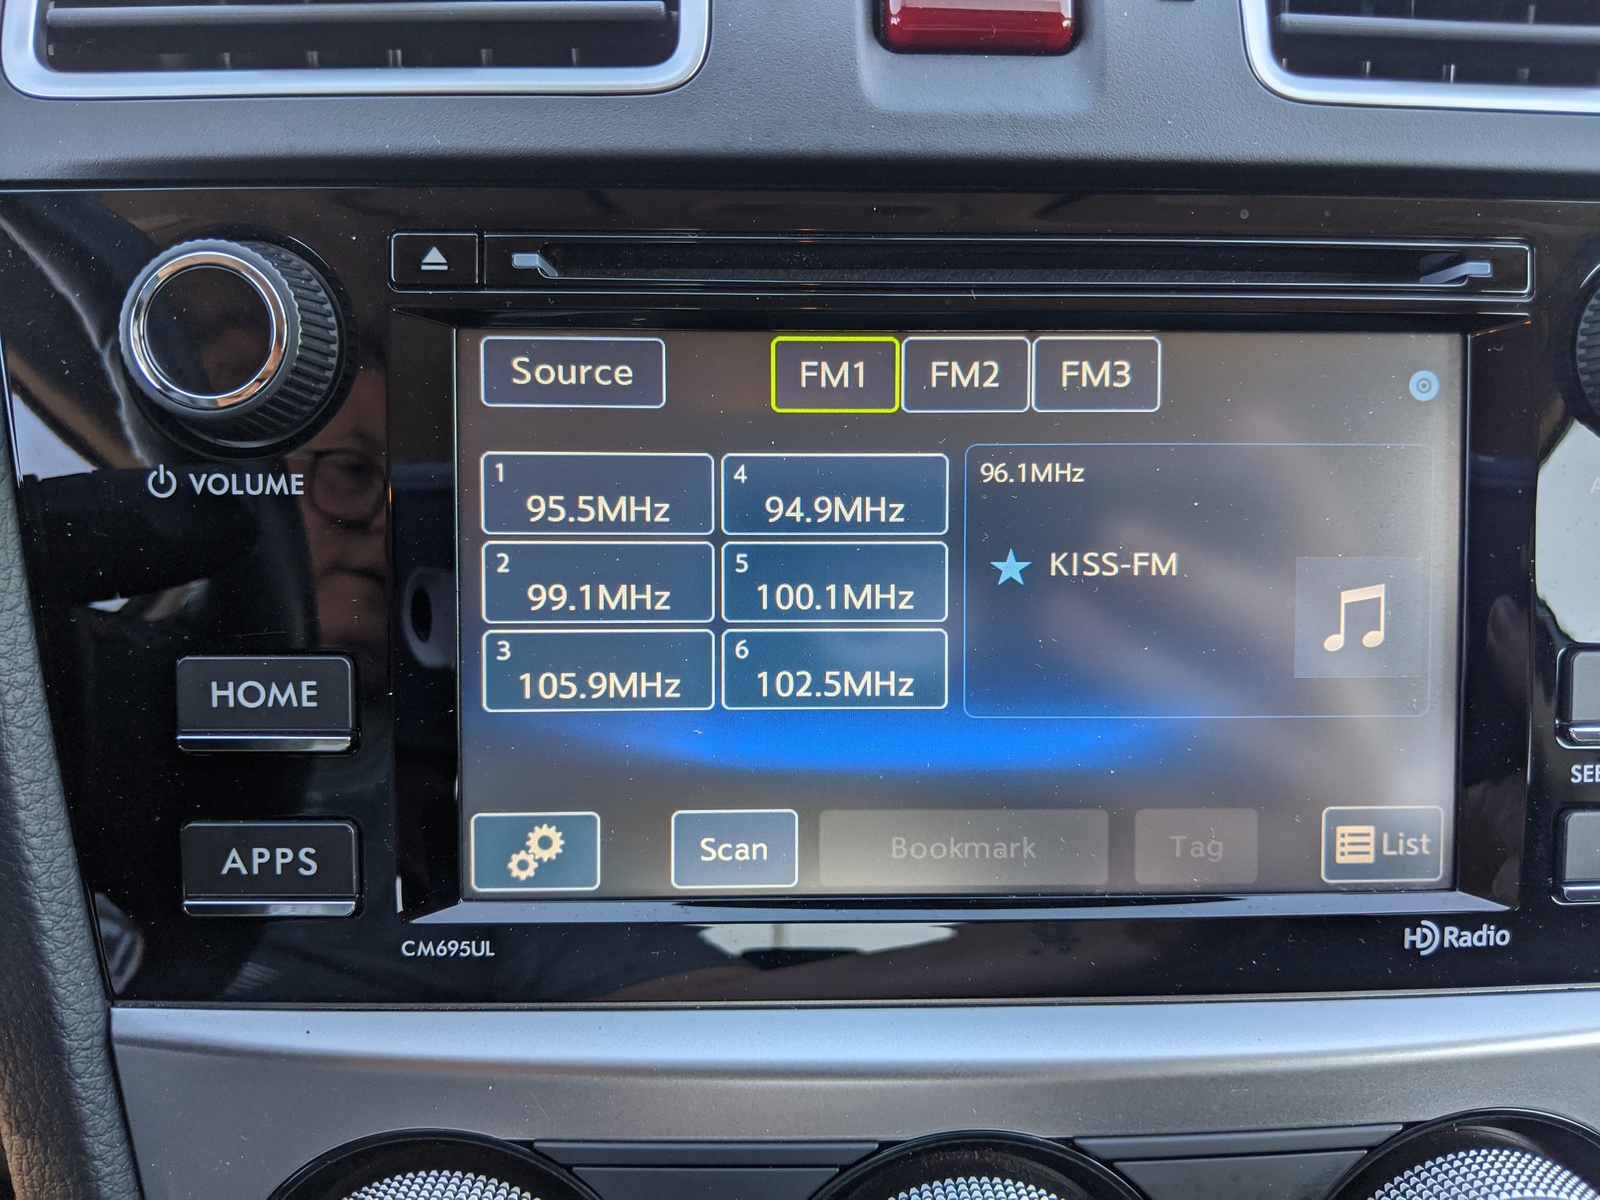 Source
FM1
FM2
FM3
1
95.5MHz
4
94.9MHz
96.1MHz
2
99.1MHz
5
100.1MHz
KISS-FM
3
105.9MHz
6
102.5MHz
VOLUME
HOME
APPS
Scan
Bookmark
Tag
List
CM695UL
HD Radio